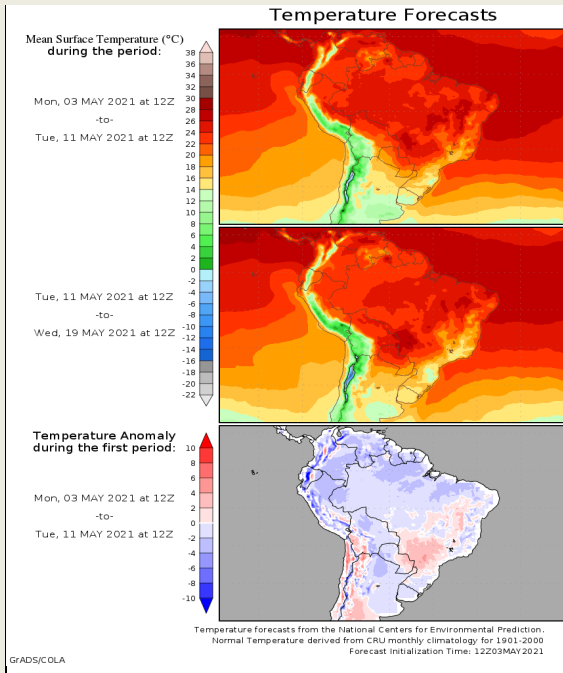 Temperature Forecasts
Mean Surface Temperature (°C)
during the period:
Mon, 03 MAY 2021 at 12Z
-to-
Tue, 11 MAY 2021 at 12Z
38
36
34
32
30
28
26
24
22
20
18
16
14
12
10
8
6
4
2
0
-2
-4
-6
-8
-10
-12
-14
-16
-18
-20
-22
Tue, 11 MAY 2021 at 12Z
-to-
Wed, 19 MAY 2021 at 12Z
Temperature Anomaly
during the first period:
Mon, 03 MAY 2021 at 12Z
-to-
Tue, 11 MAY 2021 at 12Z
10
8
6
4
2
0
-2
-4
-6
-8
-10
Temperature forecasts from the National Centers for Environmental Prediction.
Normal Temperature derived from CRU monthly climatology for 1901-2000
Forecast Initialization Time: 12Z03MAY2021
GrADS/COLA